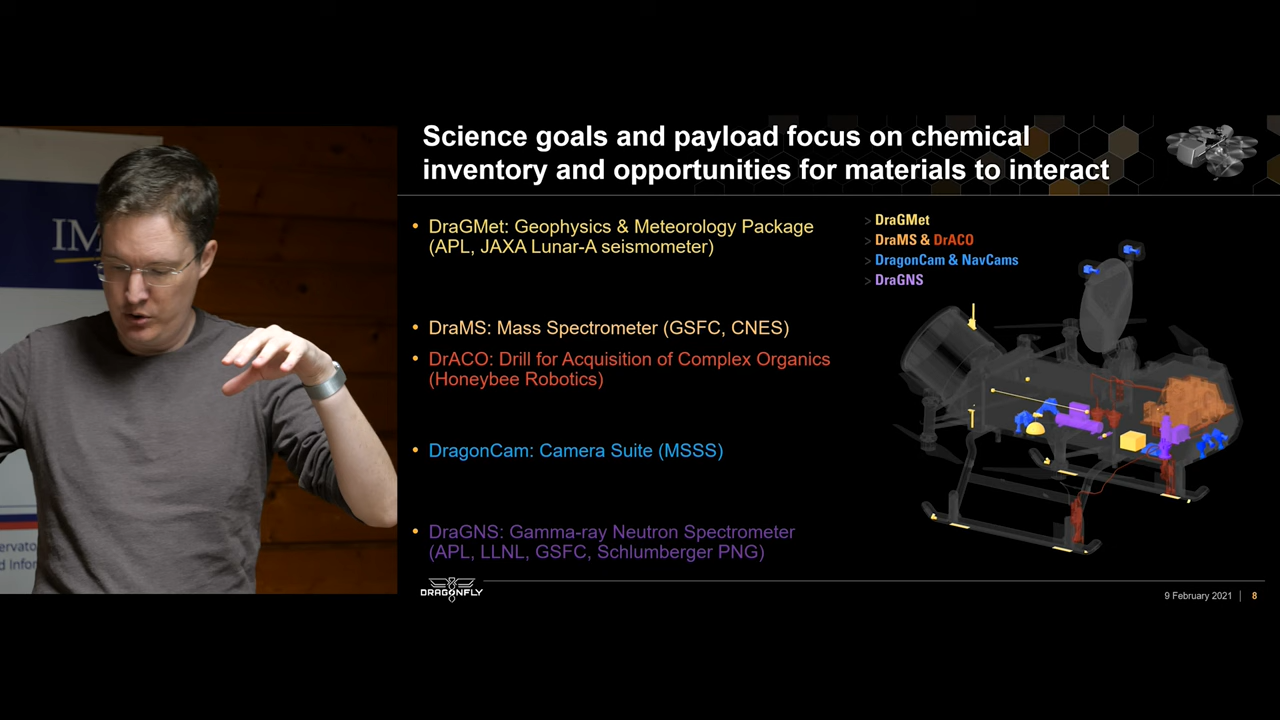 Science goals and payload focus on chemical
inventory and opportunities for materials to interact
• DraGMet: Geophysics & Meteorology Package
(APL, JAXA Lunar-A seismometer)
• DraMS: Mass Spectrometer (GSFC, CNES)
• DrACO: Drill for Acquisition of Complex Organics
(Honeybee Robotics)
• DragonCam: Camera Suite (MSSS)
• DraGNS: Gamma-ray Neutron Spectrometer
(APL, LLNL, GSFC, Schlumberger PNG)
> DraGMet
> DraMS & DrACO
> DragonCam & NavCams
> DraGNS
DRAGONFLY
9 February 2021 | 8
IM
ervato
d Infor